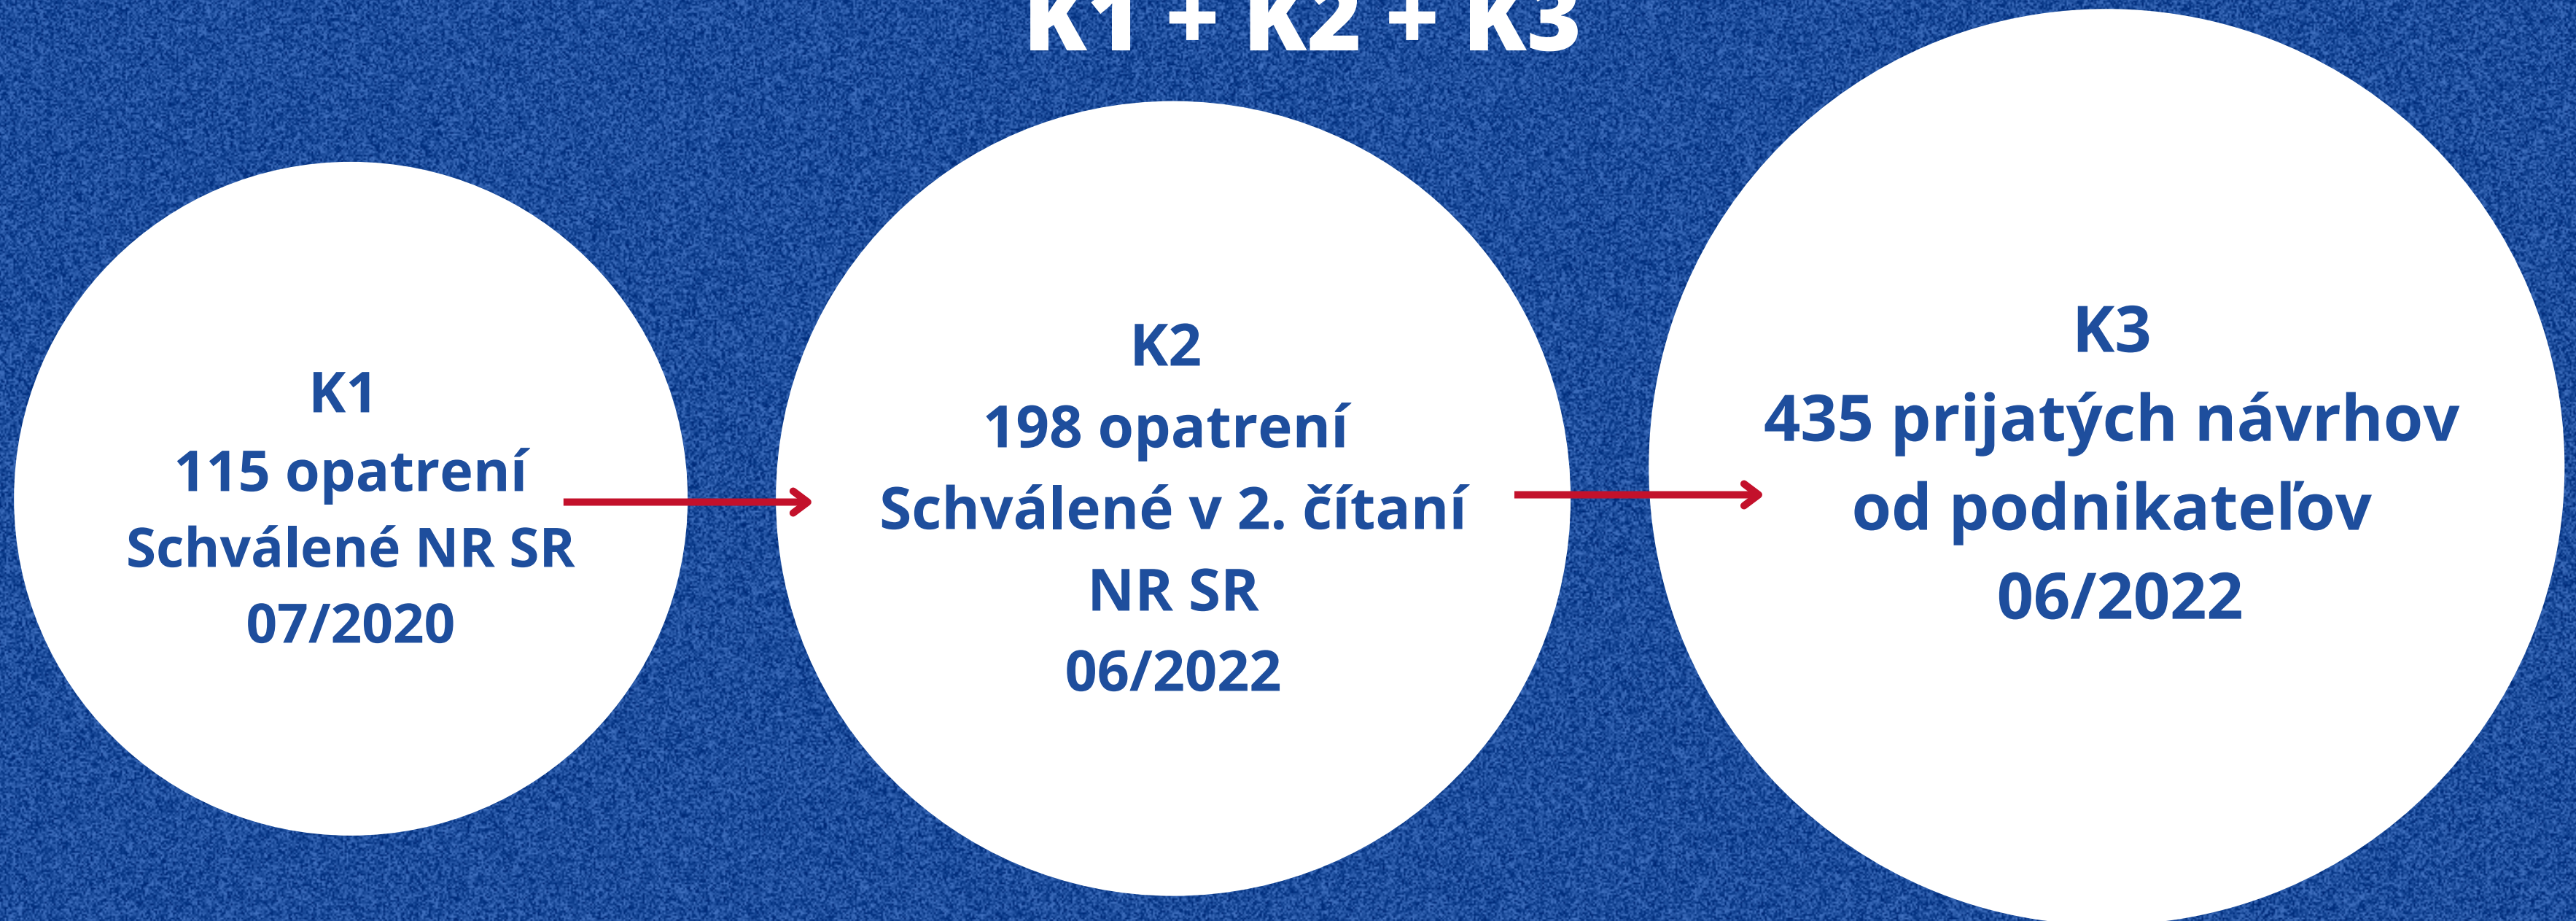 K1 + K2 + K3
K1
115 opatrení
Schválené NR SR
07/2020
K2
198 opatrení
Schválené v 2. čítaní
NR SR
06/2022
K3
435 prijatých návrhov
od podnikateľov
06/2022